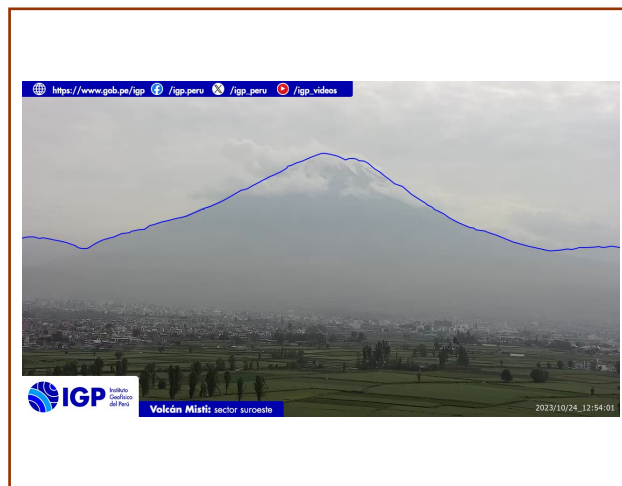 https://www.gob.pe/igp /igp.peru /igp_peru /igp_videos
IGP
Instituto
Geofísico
del Perú
Volcán Misti: sector suroeste
2023/10/24_12:54:01